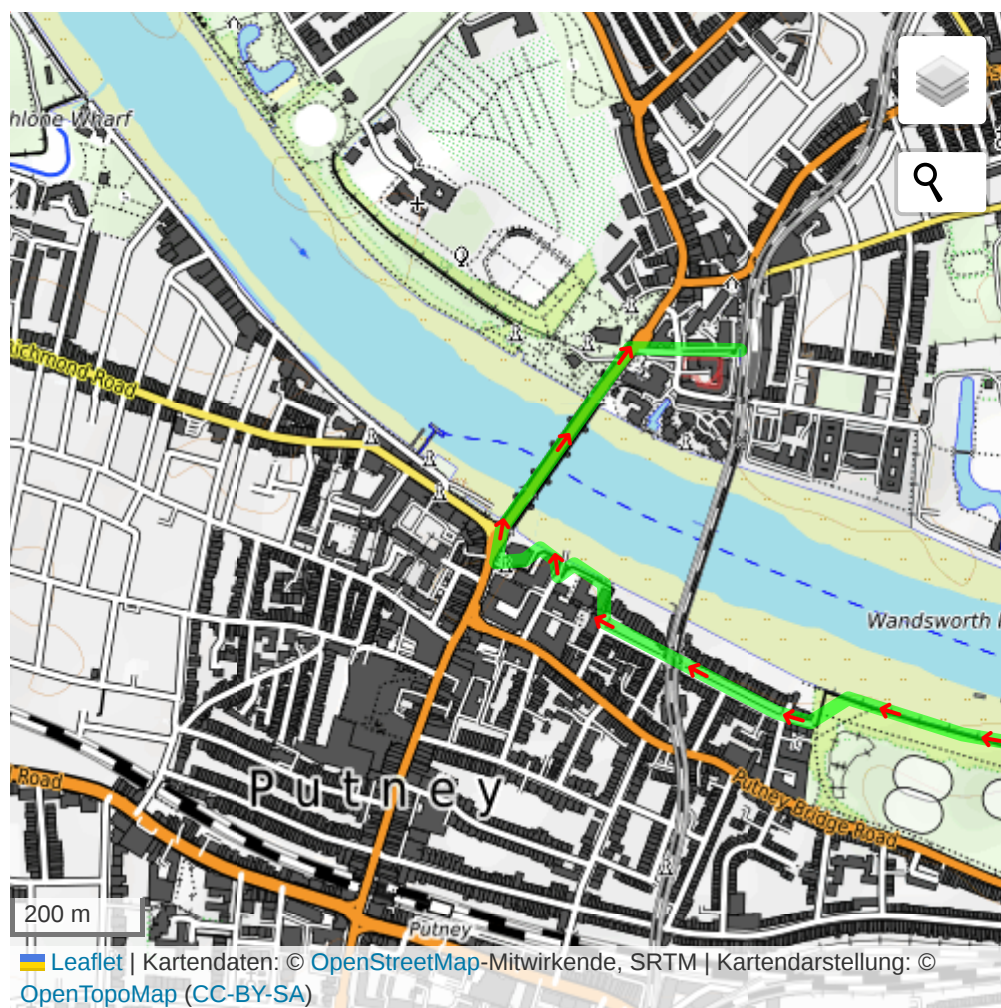 hlone Wharf
ichmond Road
Wandsworth
Putney
Road
Putney Bridge Road
200 m
Putney
Leaflet | Kartendaten: © OpenStreetMap-Mitwirkende, SRTM | Kartendarstellung: ©
OpenTopoMap (CC-BY-SA)